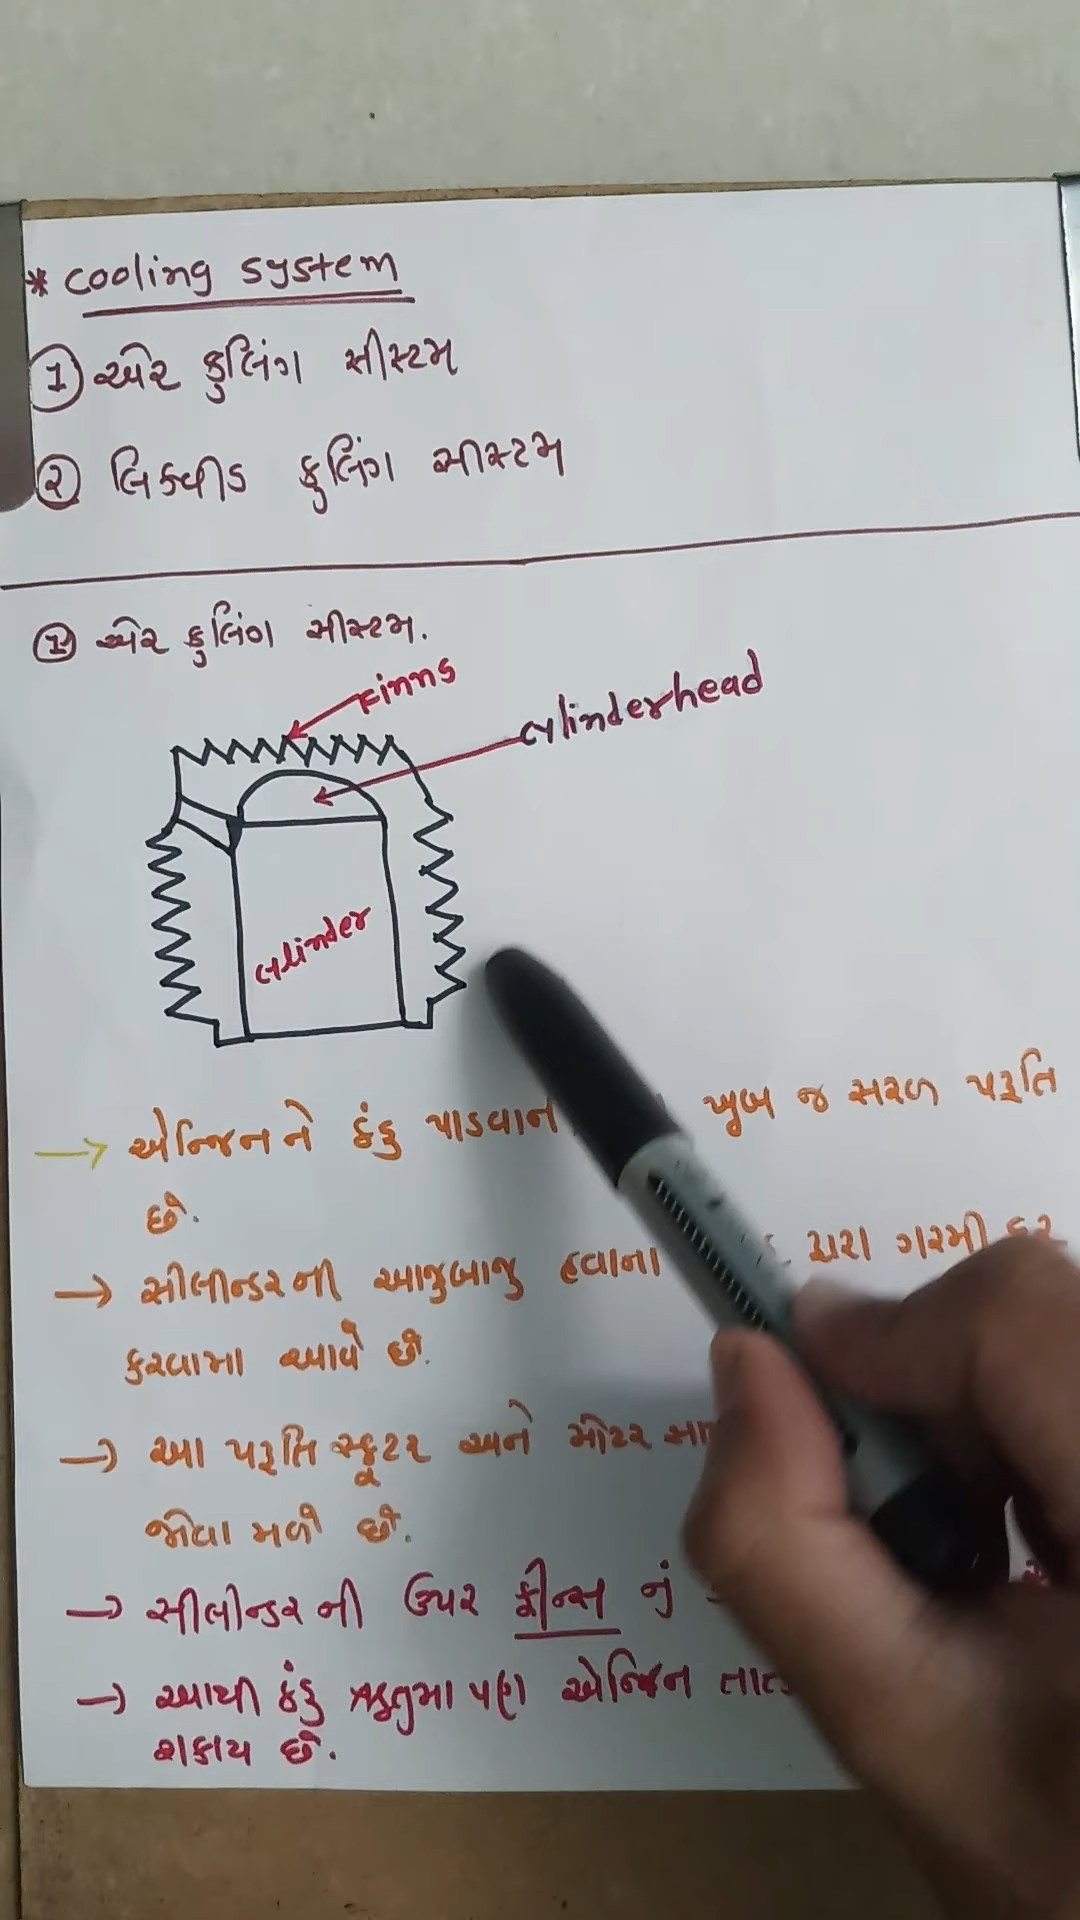 * cooling system
1 એર કુલિંગ સીસ્ટમ
૨ લિક્વીડ કુલિંગ સીસ્ટમ
1 એર કુલિંગ સીસ્ટમ.
Finns
cylinderhead
cylinder
→ એન્જિનને ઠંડુ પાડવાન ખૂબ જ સરળ પદ્ધતિ
છે.
→ સીલીન્ડરની આજુબાજુ હવાના દ્વારા ગરમી દુર
કરવામા આવે છે.
→ આ પદ્ધતિ સ્કૂટર અને મોટર સા
જોવા મળે છે.
→ સીલીન્ડરની ઉપર ફીન્સ નું
→ આથી ઠંડુ ઋતુમા પણ એન્જિન તાત
શકાય છે.